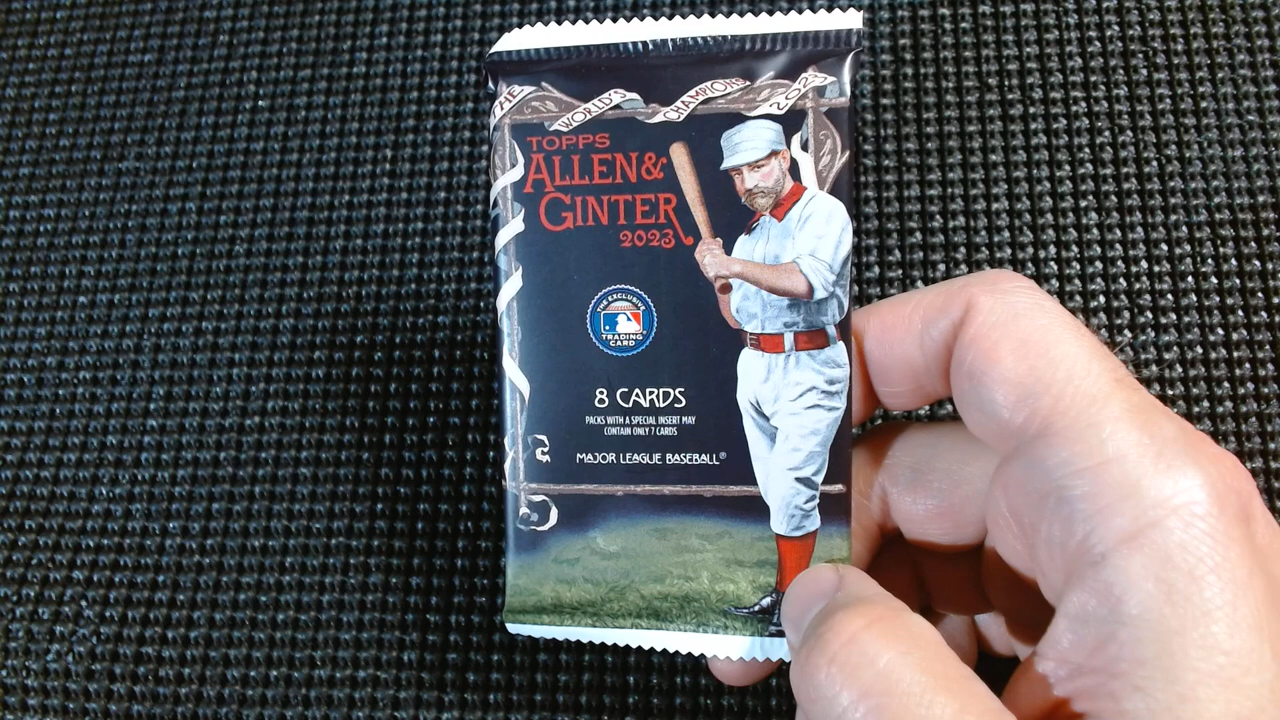 THE WORLD'S CHAMPIONS 2023
TOPPS
ALLEN &
GINTER
2023
THE EXCLUSIVE
TRADING
CARD
8 CARDS
PACKS WITH A SPECIAL INSERT MAY
CONTAIN ONLY 7 CARDS
MAJOR LEAGUE BASEBALL®